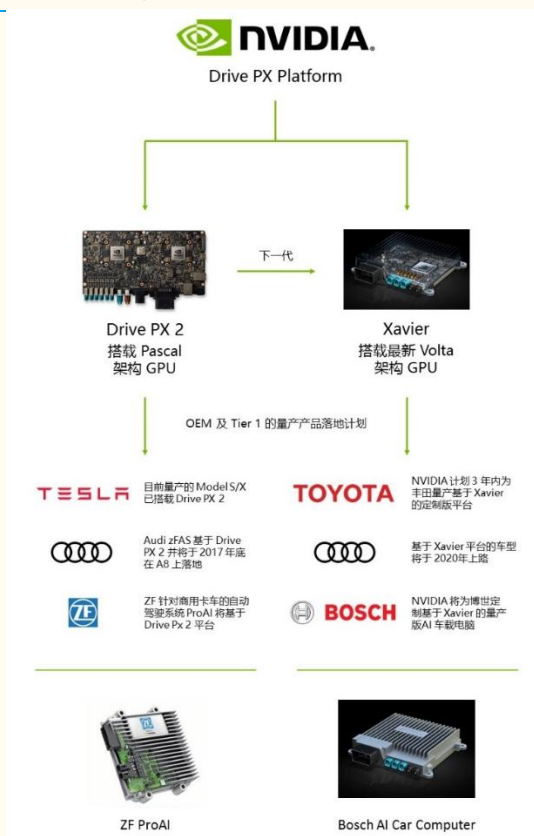 NVIDIA.
Drive PX Platform
下一代
Drive PX 2
搭载 Pascal
架构 GPU
Xavier
搭载最新 Volta
架构 GPU
OEM 及 Tier 1 的量产产品落地计划
TESLA
目前量产的 Model S/X
已搭载 Drive PX 2
TOYOTA
NVIDIA 计划 3 年内为
丰田量产基于 Xavier
的定制版平台
Audi zFAS 基于 Drive
PX 2 并将于 2017 年底
在 A8 上落地
基于 Xavier 平台的车型
将于 2020年上路
ZF
ZF 针对商用卡车的自动
驾驶系统 ProAI 将基于
Drive Px 2 平台
BOSCH
NVIDIA 将为博世定
制基于 Xavier 的量产
版AI 车载电脑
ZF
ZF ProAI
Bosch AI Car Computer